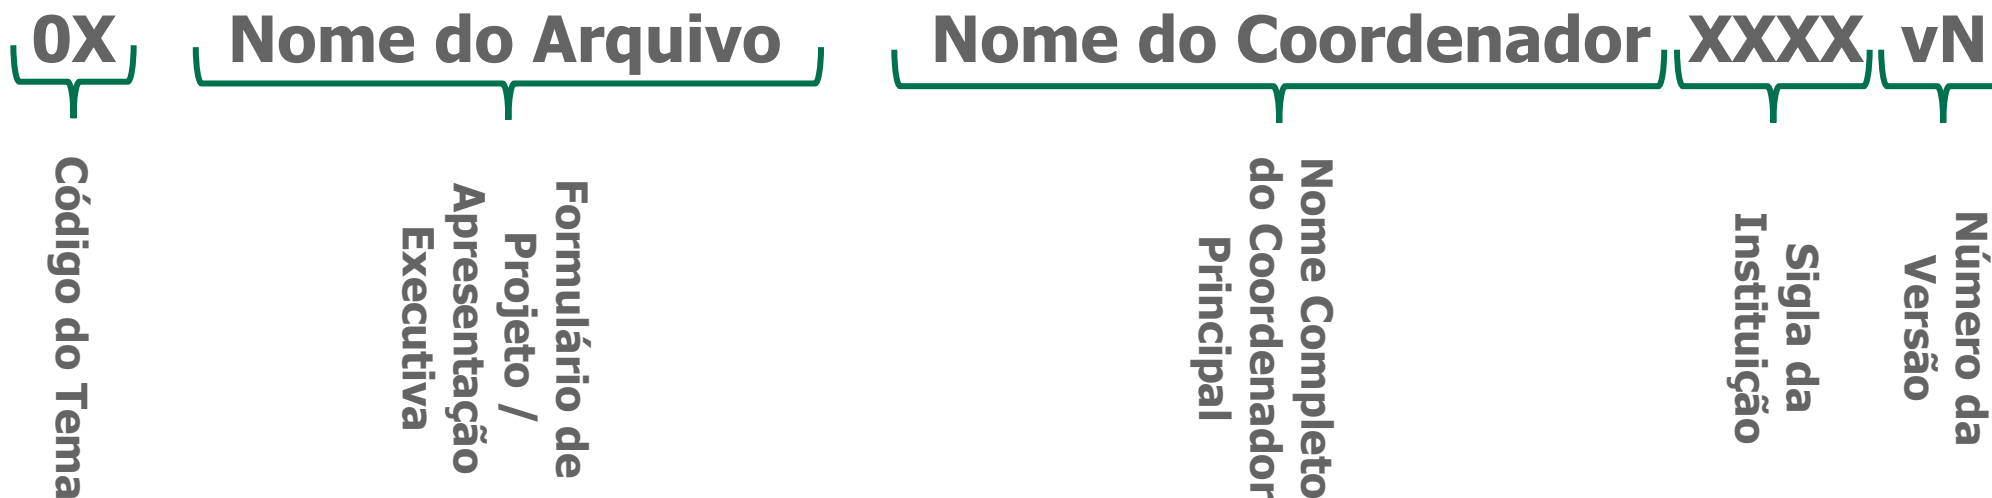 0X Nome do Arquivo Nome do Coordenador XXXX vN
Código do Tema
Formulário de
Projeto /
Apresentação
Executiva
Nome Completo
do Coordenador
Principal
Sigla da
Instituição
Número da
Versão